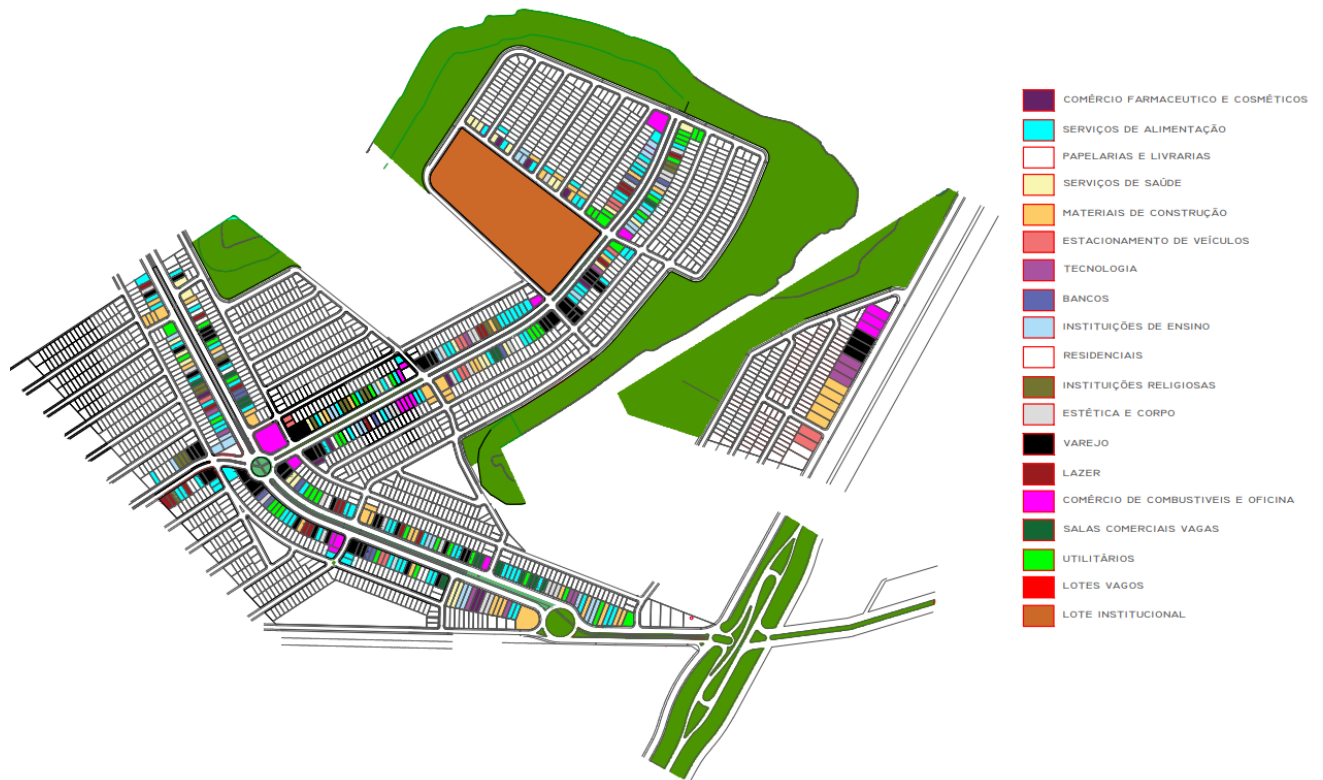 COMÉRCIO FARMACEUTICO E COSMÉTICOS
SERVIÇOS DE ALIMENTAÇÃO
PAPELARIAS E LIVRARIAS
SERVIÇOS DE SAÚDE
MATERIAIS DE CONSTRUÇÃO
ESTACIONAMENTO DE VEÍCULOS
TECNOLOGIA
BANCOS
INSTITUIÇÕES DE ENSINO
RESIDENCIAIS
INSTITUIÇÕES RELIGIOSAS
ESTÉTICA E CORPO
VAREJO
LAZER
COMÉRCIO DE COMBUSTIVEIS E OFICINA
SALAS COMERCIAIS VAGAS
UTILITÁRIOS
LOTES VAGOS
LOTE INSTITUCIONAL